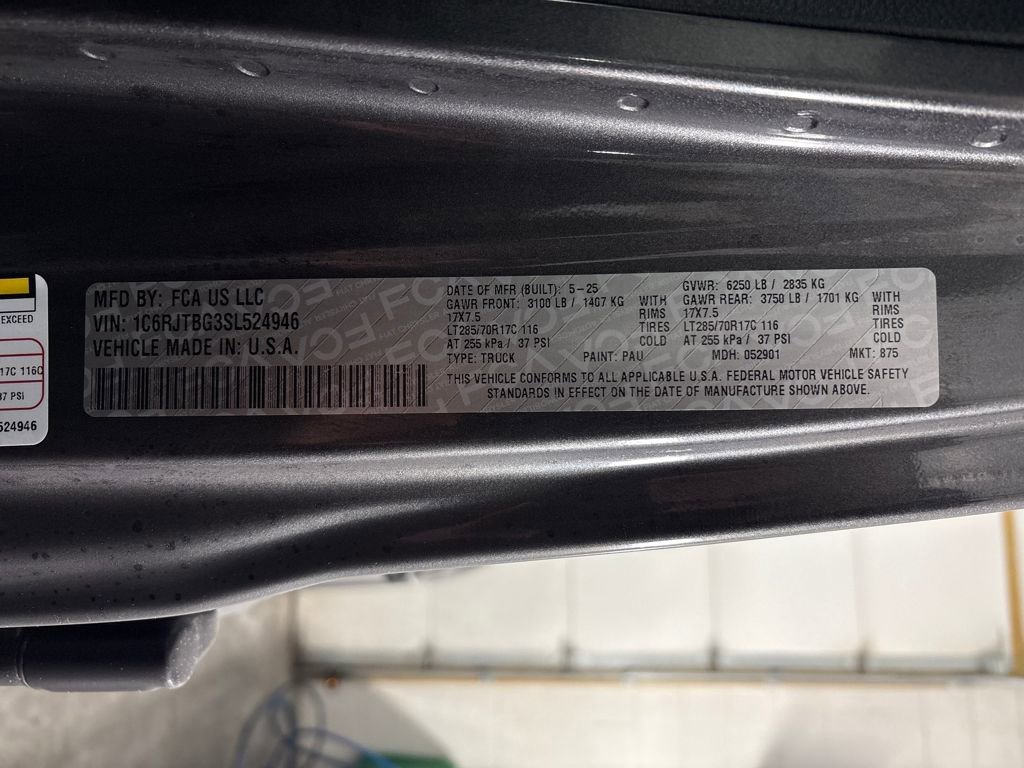 EXCEED
17C 116C
37 PSI
524946
MFD BY: FCA US LLC
VIN: 1C6RJTBG3SL524946
VEHICLE MADE IN: U.S.A.
DATE OF MFR (BUILT): 5-25 GVWR: 6250 LB / 2835 KG
GAWR FRONT: 3100 LB / 1407 KG WITH GAWR REAR: 3750 LB / 1701 KG WITH
17X7.5 RIMS 17X7.5 RIMS
LT285/70R17C 116 TIRES LT285/70R17C 116 TIRES
AT 255 kPa / 37 PSI COLD AT 255 kPa / 37 PSI COLD
TYPE: TRUCK PAINT: PAU MDH: 052901 MKT: 875
THIS VEHICLE CONFORMS TO ALL APPLICABLE U.S.A. FEDERAL MOTOR VEHICLE SAFETY
STANDARDS IN EFFECT ON THE DATE OF MANUFACTURE SHOWN ABOVE.